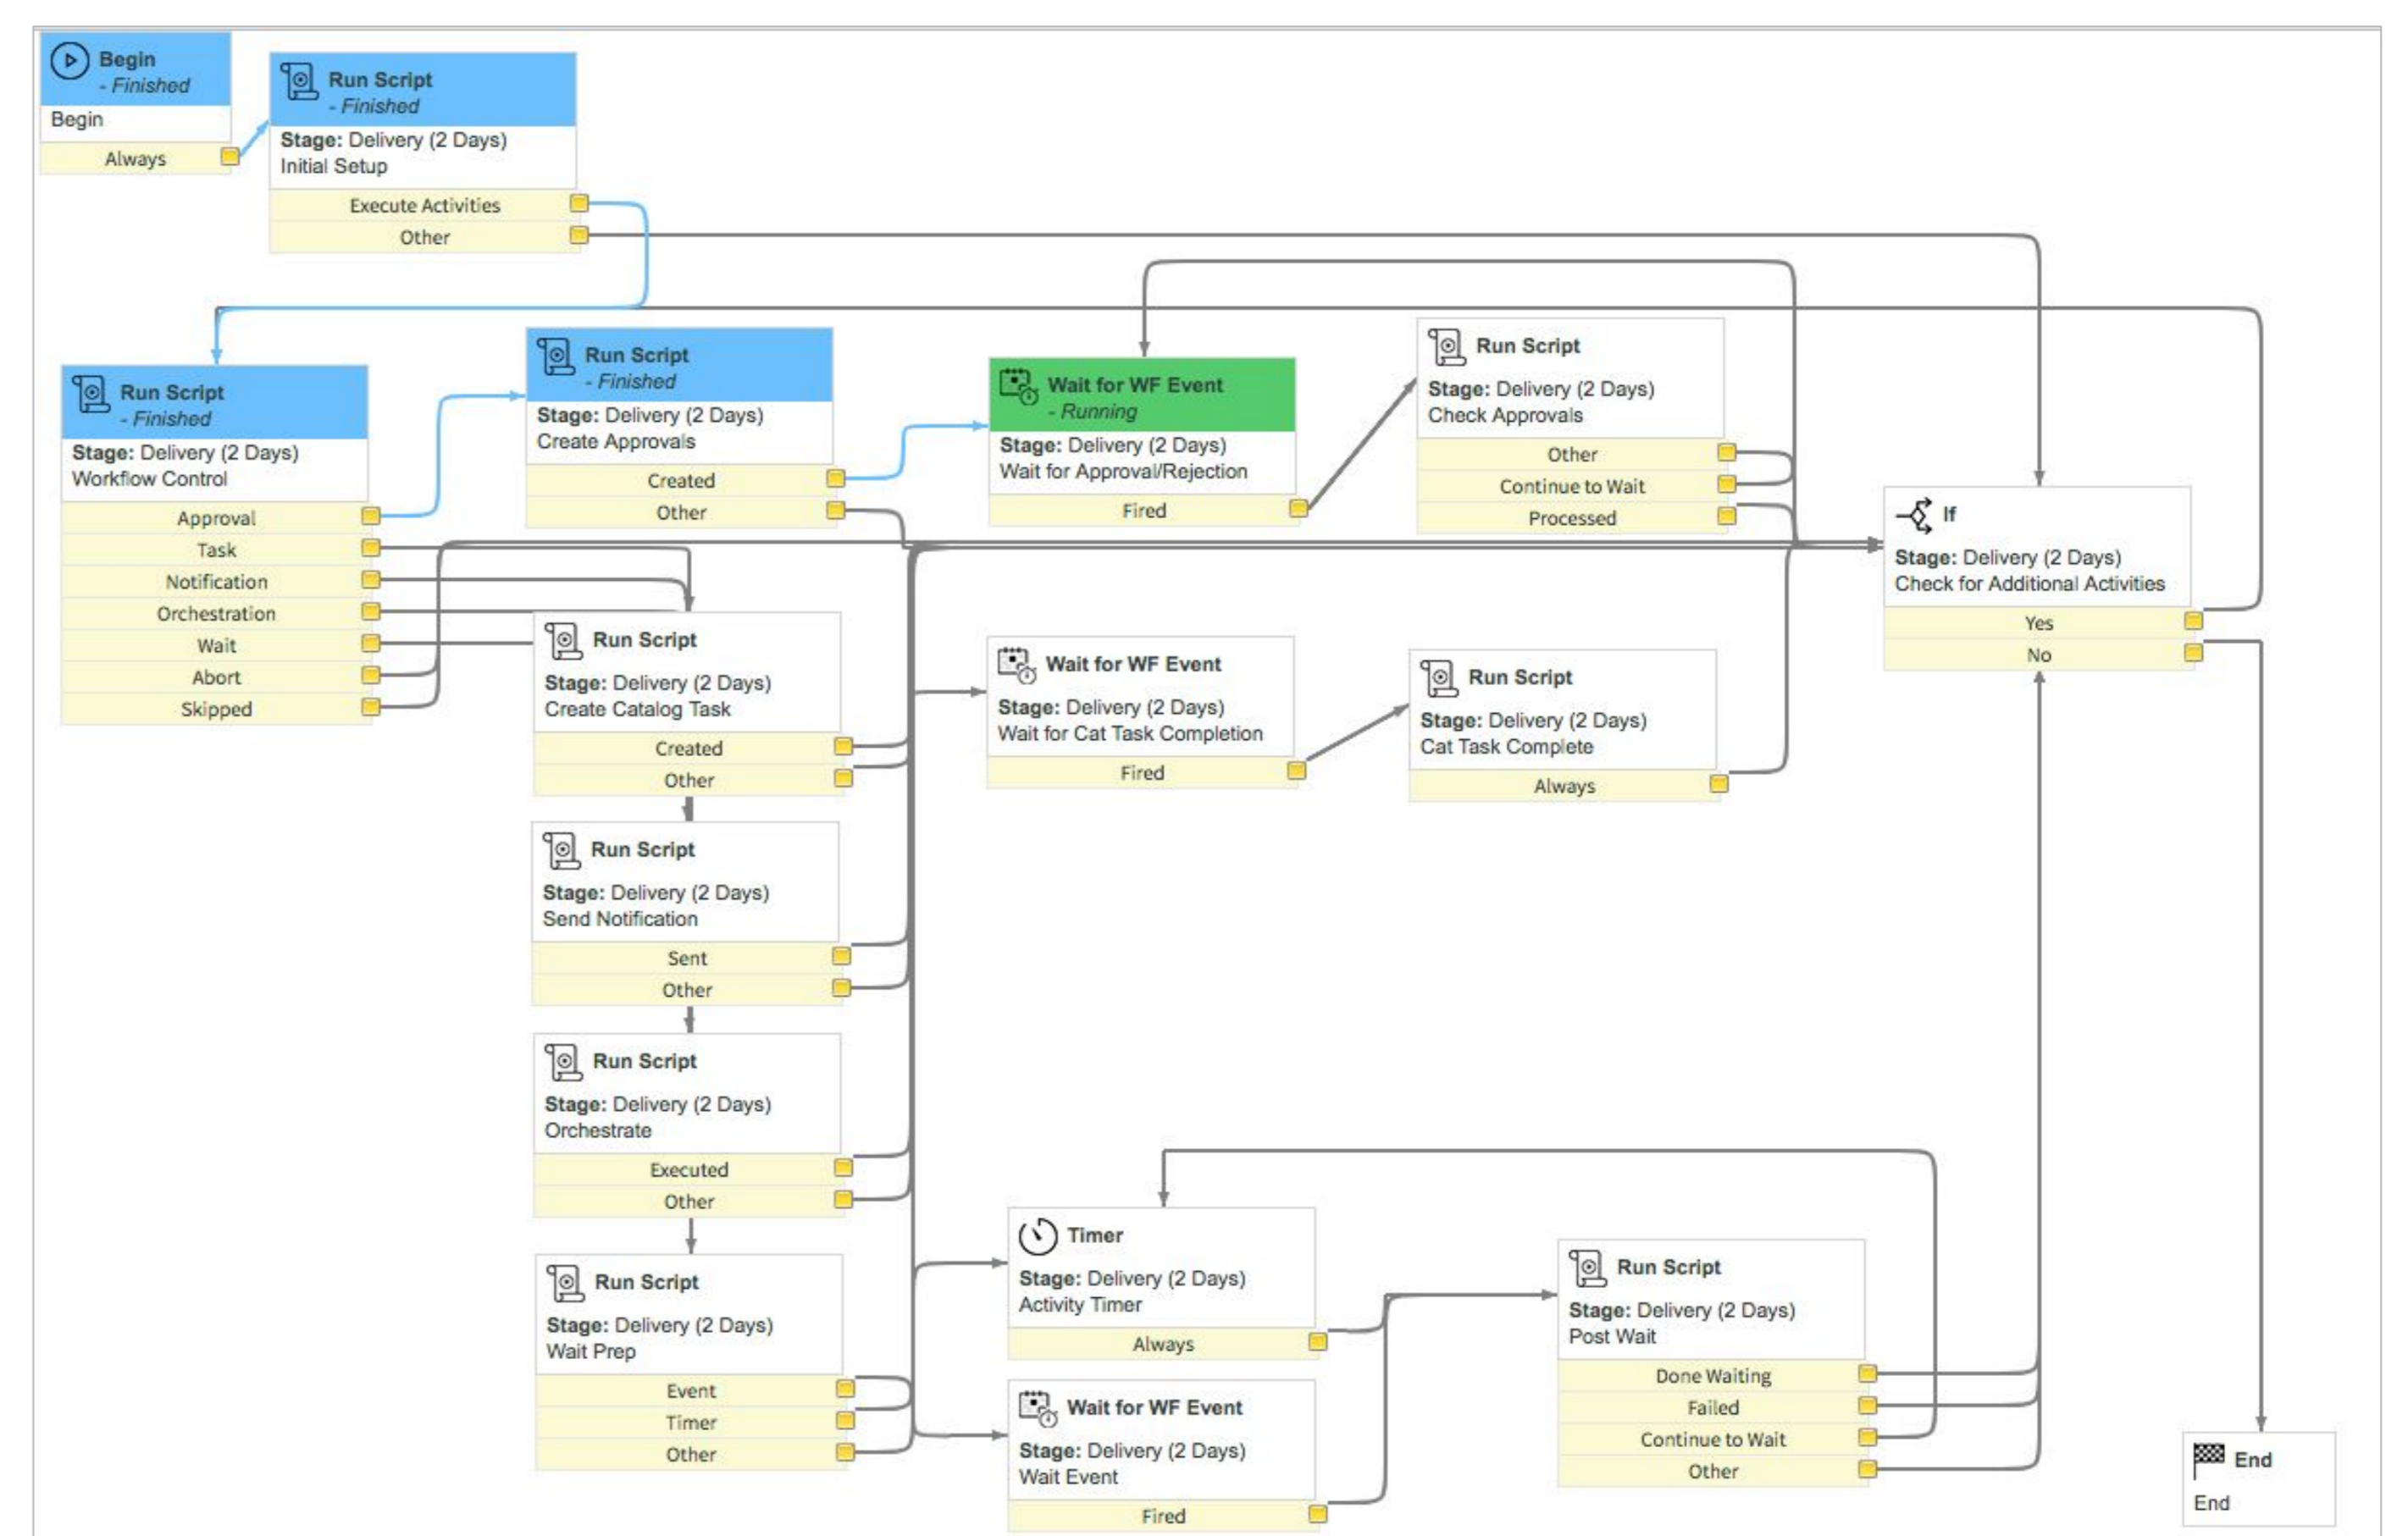 Begin
- Finished
Begin
Always
Run Script
- Finished
Stage: Delivery (2 Days)
Initial Setup
Execute Activities
Other
Run Script
- Finished
Stage: Delivery (2 Days)
Workflow Control
Approval
Task
Notification
Orchestration
Wait
Abort
Skipped
Run Script
- Finished
Stage: Delivery (2 Days)
Create Approvals
Created
Other
Wait for WF Event
- Running
Stage: Delivery (2 Days)
Wait for Approval/Rejection
Fired
Run Script
Stage: Delivery (2 Days)
Check Approvals
Other
Continue to Wait
Processed
If
Stage: Delivery (2 Days)
Check for Additional Activities
Yes
No
Run Script
Stage: Delivery (2 Days)
Create Catalog Task
Created
Other
Wait for WF Event
Stage: Delivery (2 Days)
Wait for Cat Task Completion
Fired
Run Script
Stage: Delivery (2 Days)
Cat Task Complete
Always
Run Script
Stage: Delivery (2 Days)
Send Notification
Sent
Other
Run Script
Stage: Delivery (2 Days)
Orchestrate
Executed
Other
Run Script
Stage: Delivery (2 Days)
Wait Prep
Event
Timer
Other
Timer
Stage: Delivery (2 Days)
Activity Timer
Always
Wait for WF Event
Stage: Delivery (2 Days)
Wait Event
Fired
Run Script
Stage: Delivery (2 Days)
Post Wait
Done Waiting
Failed
Continue to Wait
Other
End
End